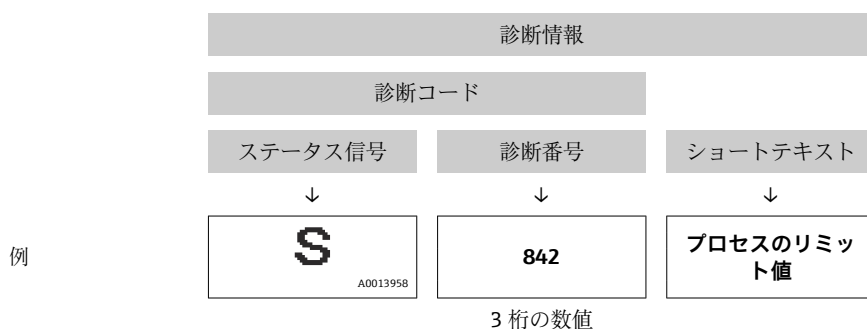 診断情報
診断コード
ステータス信号
診断番号
ショートテキスト
↓
↓
↓
例
S
A0013958
842
プロセスのリミッ
ト値
3 桁の数値